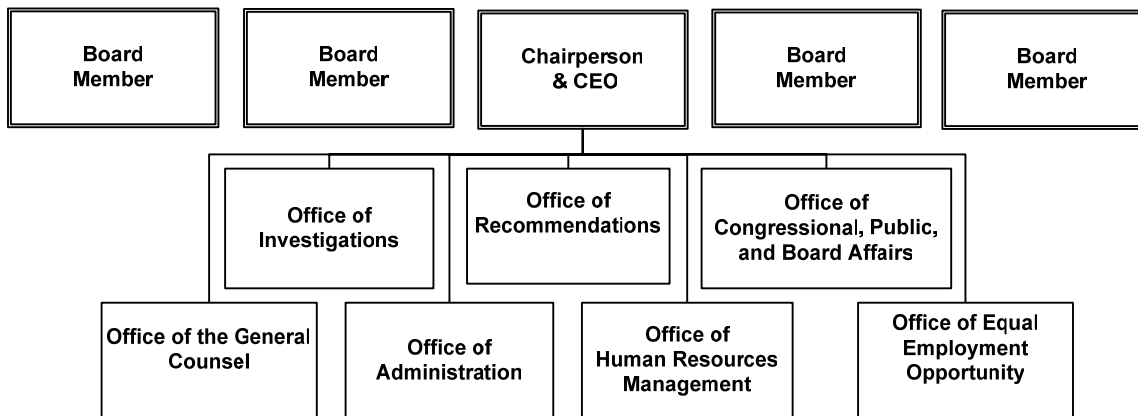 Board
Member
Board
Member
Chairperson
& CEO
Board
Member
Board
Member
Office of
Investigations
Office of
Recommendations
Office of
Congressional, Public,
and Board Affairs
Office of the General
Counsel
Office of
Administration
Office of
Human Resources
Management
Office of Equal
Employment
Opportunity